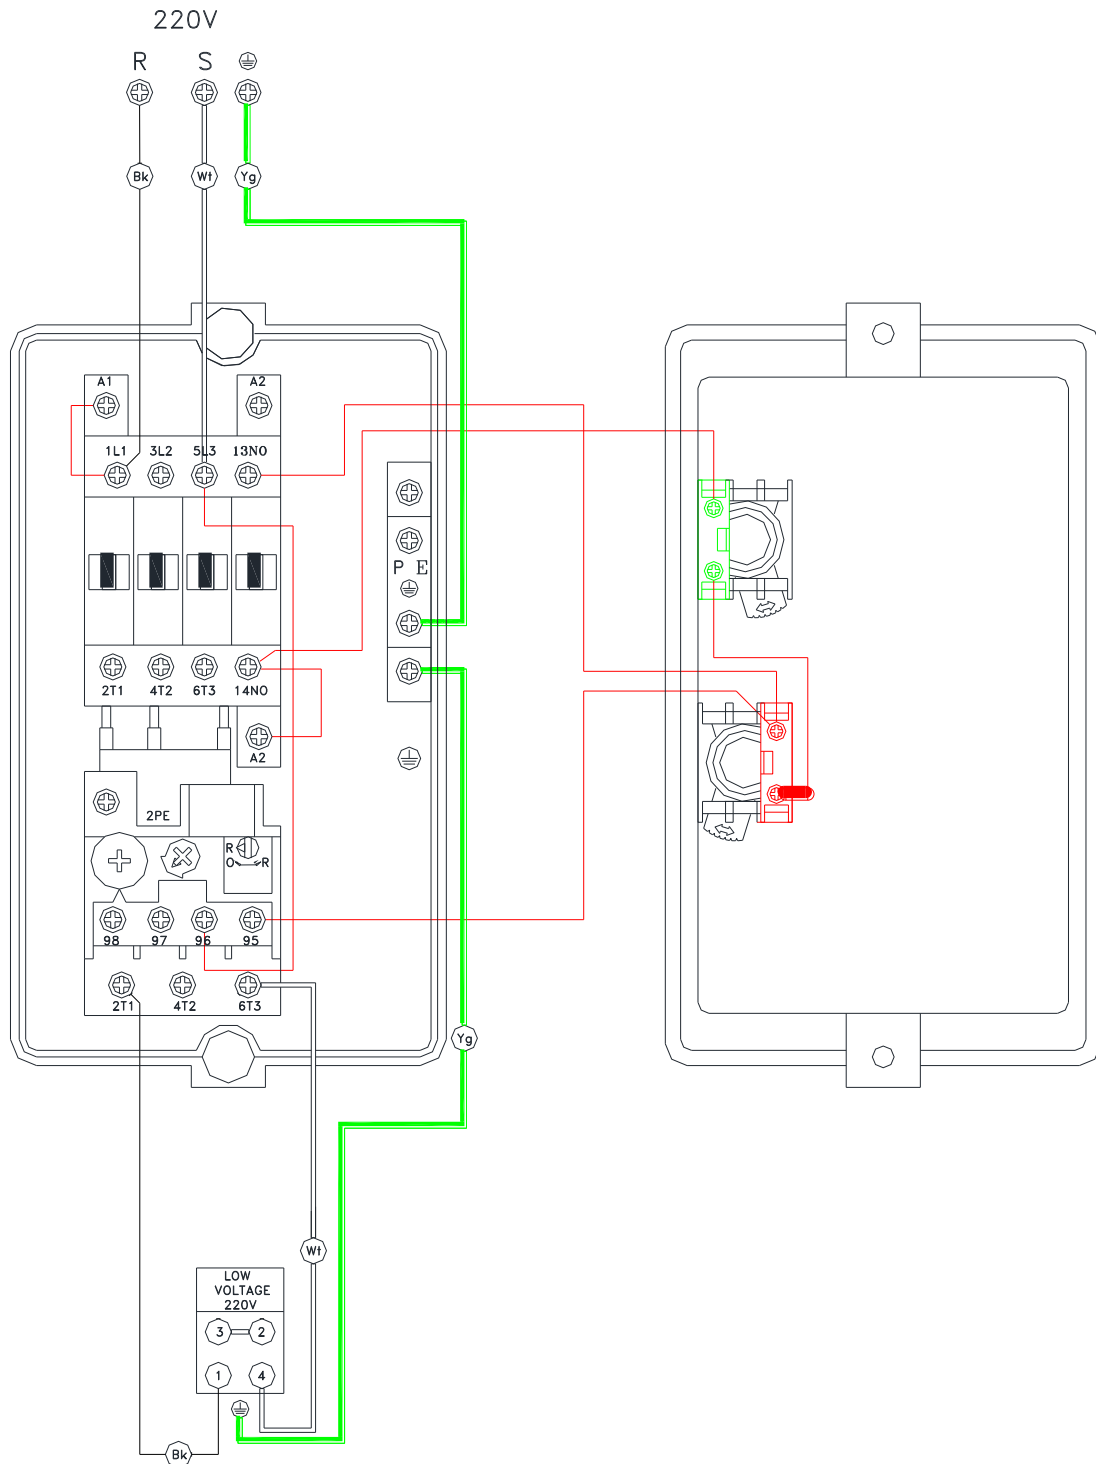 220V
R S
Bk Wt Yg
A1 A2
1L1 3L2 5L3 13NO
P E
2T1 4T2 6T3 14NO
A2
2PE
R
O R
98 97 96 95
2T1 4T2 6T3
Yg
Wt
LOW
VOLTAGE
220V
3 2
1 4
Bk